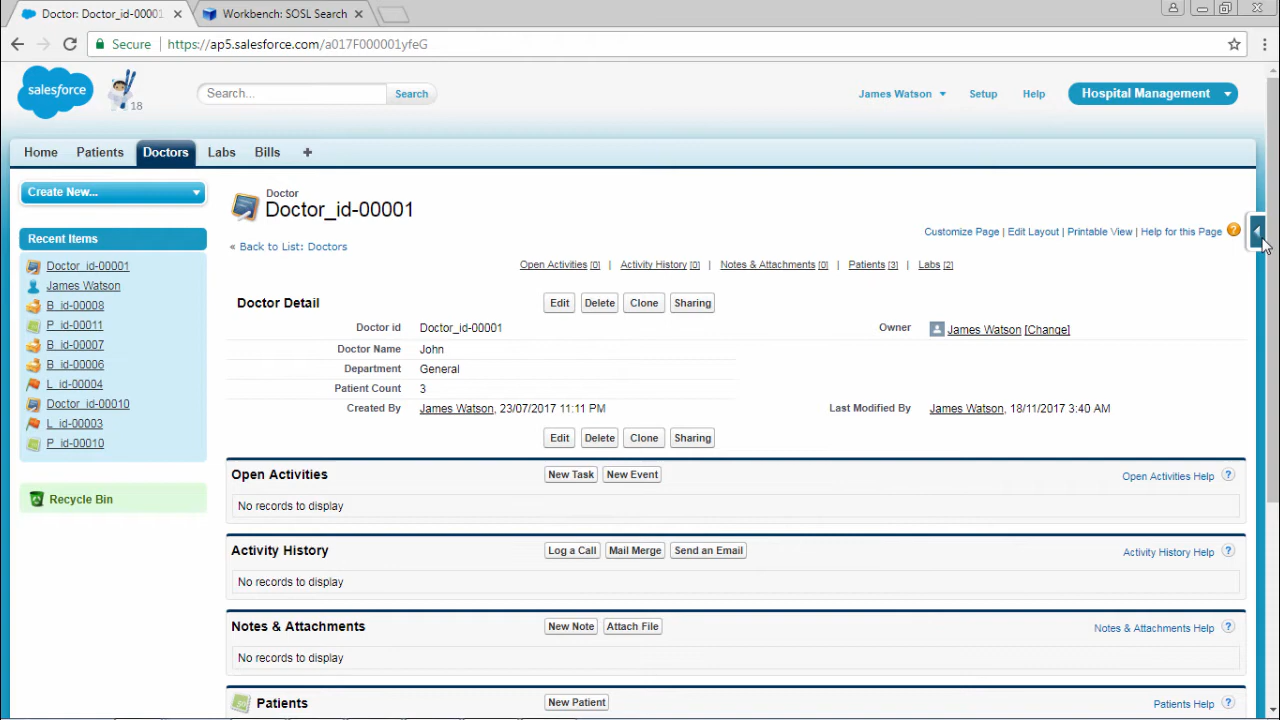 Doctor: Doctor_id-00001
Workbench: SOSL Search
Secure https://ap5.salesforce.com/a017F000001yfeG
salesforce
18
Search...
Search
James Watson
Setup
Help
Hospital Management
Home
Patients
Doctors
Labs
Bills
+
Create New...
Recent Items
Doctor_id-00001
James Watson
B_id-00008
P_id-00011
B_id-00007
B_id-00006
L_id-00004
Doctor_id-00010
L_id-00003
P_id-00010
Recycle Bin
Doctor
Doctor_id-00001
Customize Page | Edit Layout | Printable View | Help for this Page ?
« Back to List: Doctors
Open Activities [0] | Activity History [0] | Notes & Attachments [0] | Patients [3] | Labs [2]
Doctor Detail
Edit
Delete
Clone
Sharing
Doctor id Doctor_id-00001
Owner James Watson [Change]
Doctor Name John
Department General
Patient Count 3
Created By James Watson, 23/07/2017 11:11 PM
Last Modified By James Watson, 18/11/2017 3:40 AM
Edit
Delete
Clone
Sharing
Open Activities
New Task
New Event
Open Activities Help ?
No records to display
Activity History
Log a Call
Mail Merge
Send an Email
Activity History Help ?
No records to display
Notes & Attachments
New Note
Attach File
Notes & Attachments Help ?
No records to display
Patients
New Patient
Patients Help ?